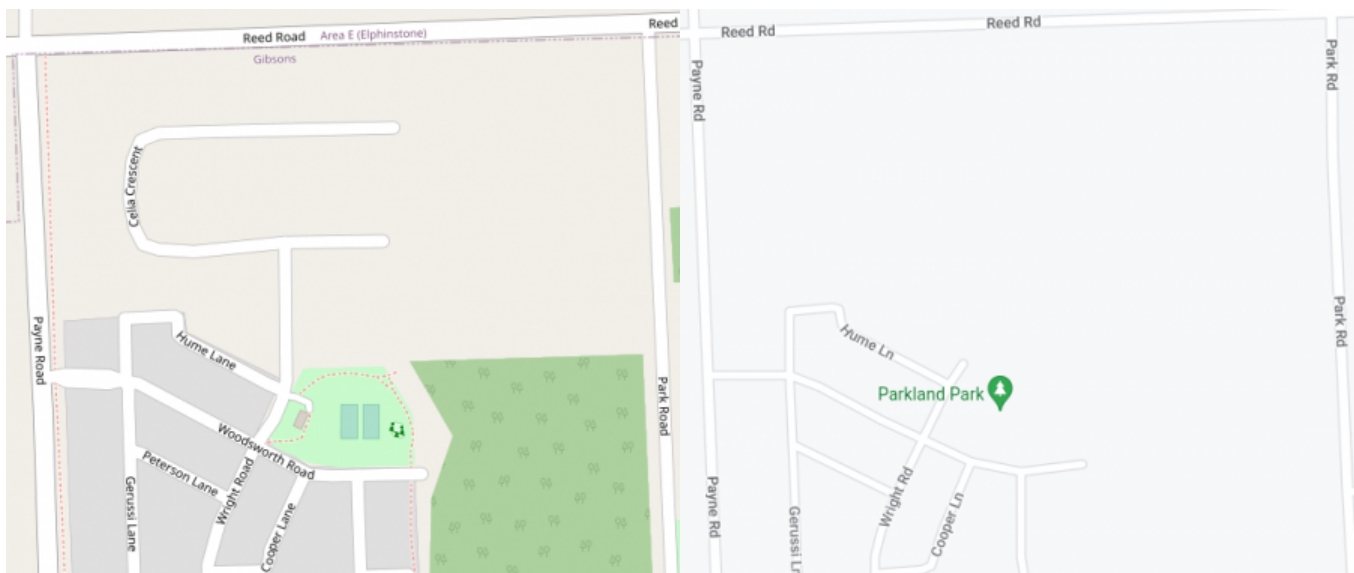 Reed Road
Area E (Elphinstone)
Reed
Gibsons
Celia Crescent
Payne Road
Hume Lane
Park Road
Woodsworth Road
Peterson Lane
Wright Road
Gerussi Lane
Cooper Lane
Reed Rd
Reed Rd
Payne Rd
Park Rd
Park Rd
Hume Ln
Parkland Park
Wright Rd
Payne Rd
Gerussi Ln
Cooper Ln